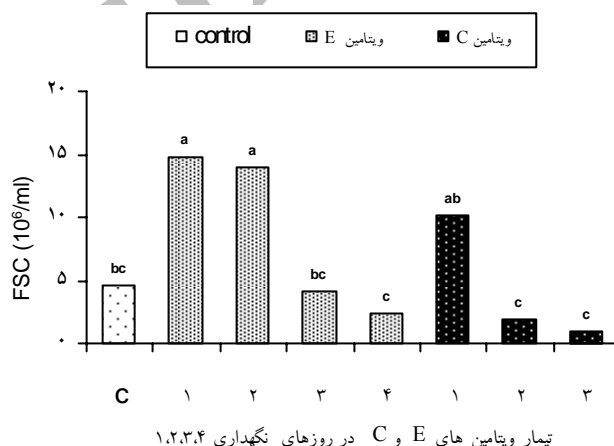 control ویتامین E ویتامین C
FSC (10⁶/ml)
۲۰
۱۵
۱۰
۵
۰
bc a a bc c ab c c
C ۱ ۲ ۳ ۴ ۱ ۲ ۳
تیمار ویتامین های E و C در روزهای نگهداری ۱،۲،۳،۴